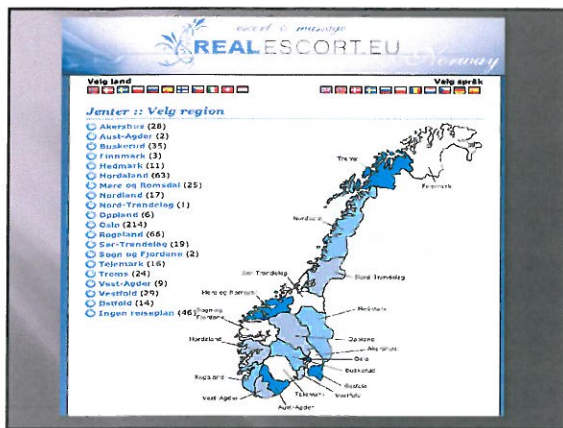 escort & massage
REALESCORT.EU
Norway
Velg land
Velg språk
Jenter :: Velg region
Akershus (28)
Aust-Agder (2)
Buskerud (35)
Finnmark (3)
Hedmark (11)
Hordaland (63)
Møre og Romsdal (25)
Nordland (17)
Nord-Trøndelag (1)
Oppland (6)
Oslo (214)
Rogaland (66)
Sør-Trøndelag (19)
Sogn og Fjordane (2)
Telemark (16)
Troms (24)
Vest-Agder (9)
Vestfold (29)
Østfold (14)
Ingen reiseplan (46)
Troms
Finnmark
Nordland
Sør-Trøndelag
Nord-Trøndelag
Møre og Romsdal
Sogn og
Fjordane
Hedmark
Hordaland
Oppland
Akershus
Oslo
Buskerud
Rogaland
Østfold
Vestfold
Telemark
Vest-Agder
Aust-Agder